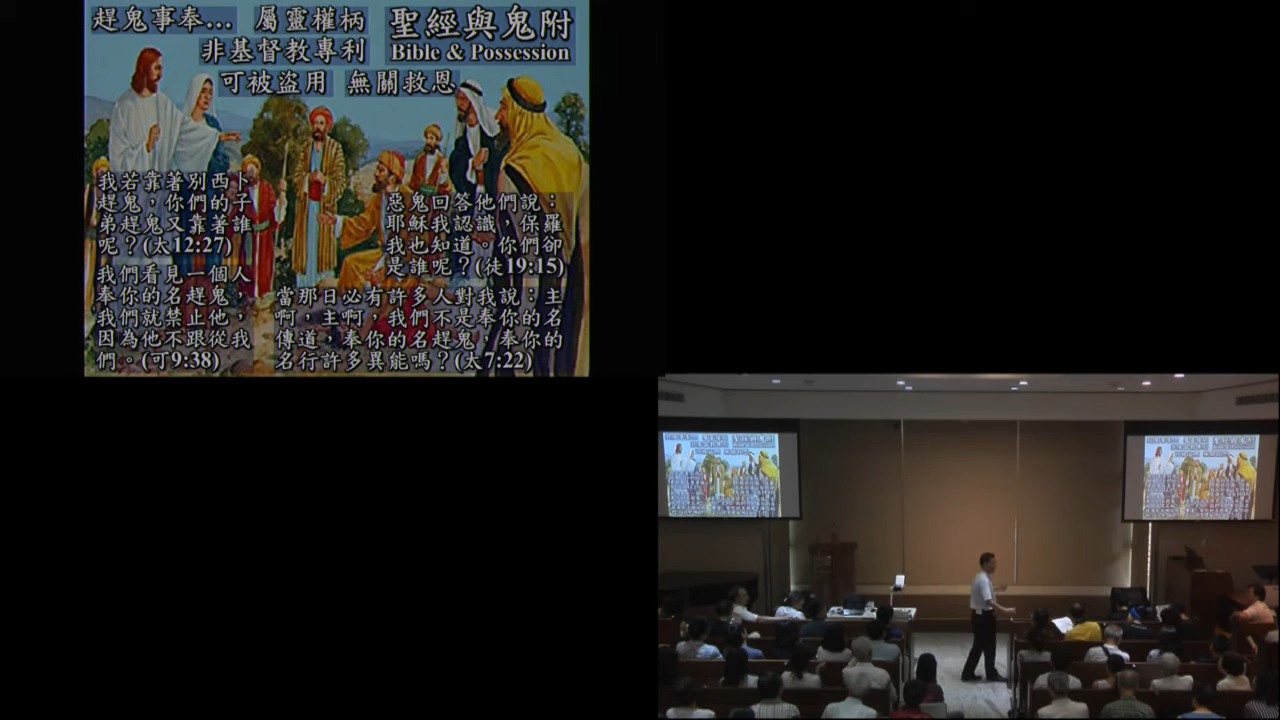 趕鬼事奉... 屬靈權柄
非基督教專利
可被盜用 無關救恩
聖經與鬼附
Bible & Possession
我若靠著別西卜
趕鬼，你們的子
弟趕鬼又靠著誰
呢？(太12:27)
我們看見一個人
奉你的名趕鬼，
我們就禁止他，
因為他不跟從我
們。(可9:38)
惡鬼回答他們說：
耶穌我認識，保羅
我也知道。你們卻
是誰呢？(徒19:15)
當那日必有許多人對我說：主
啊，主啊，我們不是奉你的名
傳道，奉你的名趕鬼，奉你的
名行許多異能嗎？(太7:22)